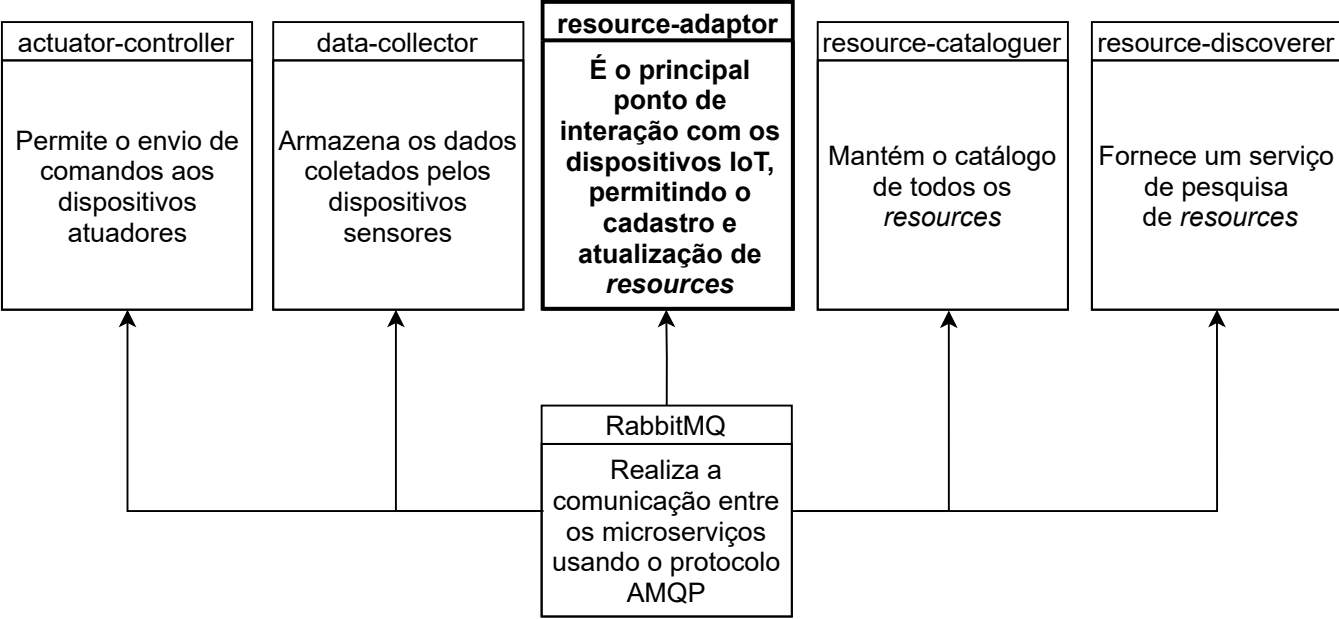 actuator-controller
Permite o envio de
comandos aos
dispositivos
atuadores
data-collector
Armazena os dados
coletados pelos
dispositivos
sensores
resource-adaptor
É o principal
ponto de
interação com os
dispositivos IoT,
permitindo o
cadastro e
atualização de
resources
resource-cataloguer
Mantém o catálogo
de todos os
resources
resource-discoverer
Fornece um serviço
de pesquisa
de resources
RabbitMQ
Realiza a
comunicação entre
os microserviços
usando o protocolo
AMQP